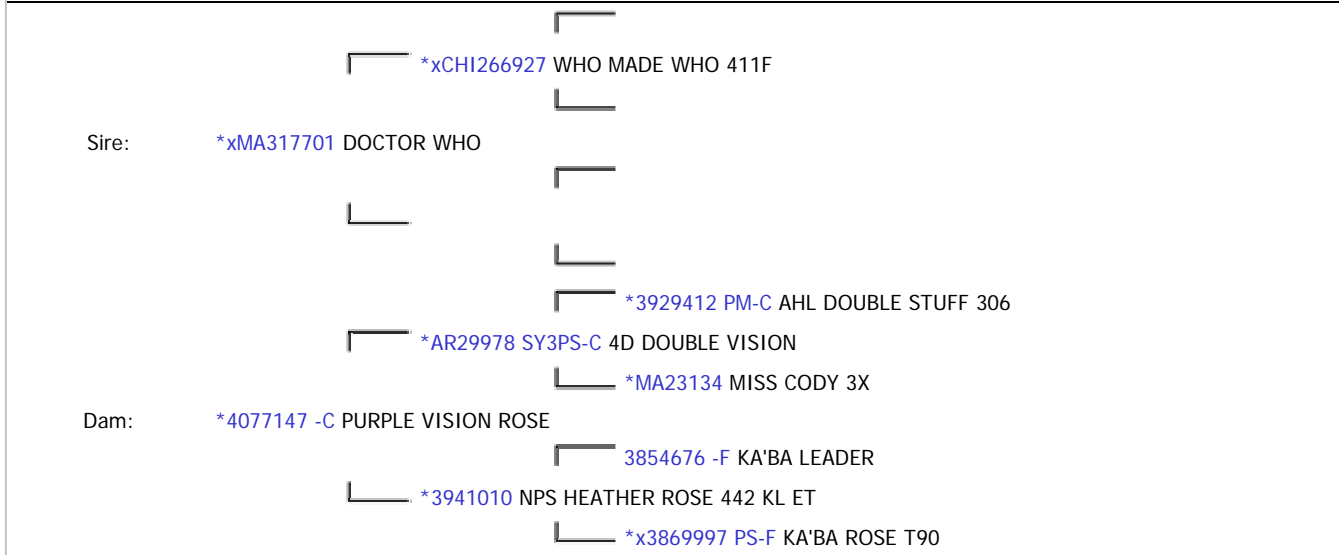 *xCHI266927 WHO MADE WHO 411F
Sire: *xMA317701 DOCTOR WHO
*3929412 PM-C AHL DOUBLE STUFF 306
*AR29978 SY3PS-C 4D DOUBLE VISION
*MA23134 MISS CODY 3X
Dam: *4077147 -C PURPLE VISION ROSE
3854676 -F KA'BA LEADER
*3941010 NPS HEATHER ROSE 442 KL ET
*x3869997 PS-F KA'BA ROSE T90